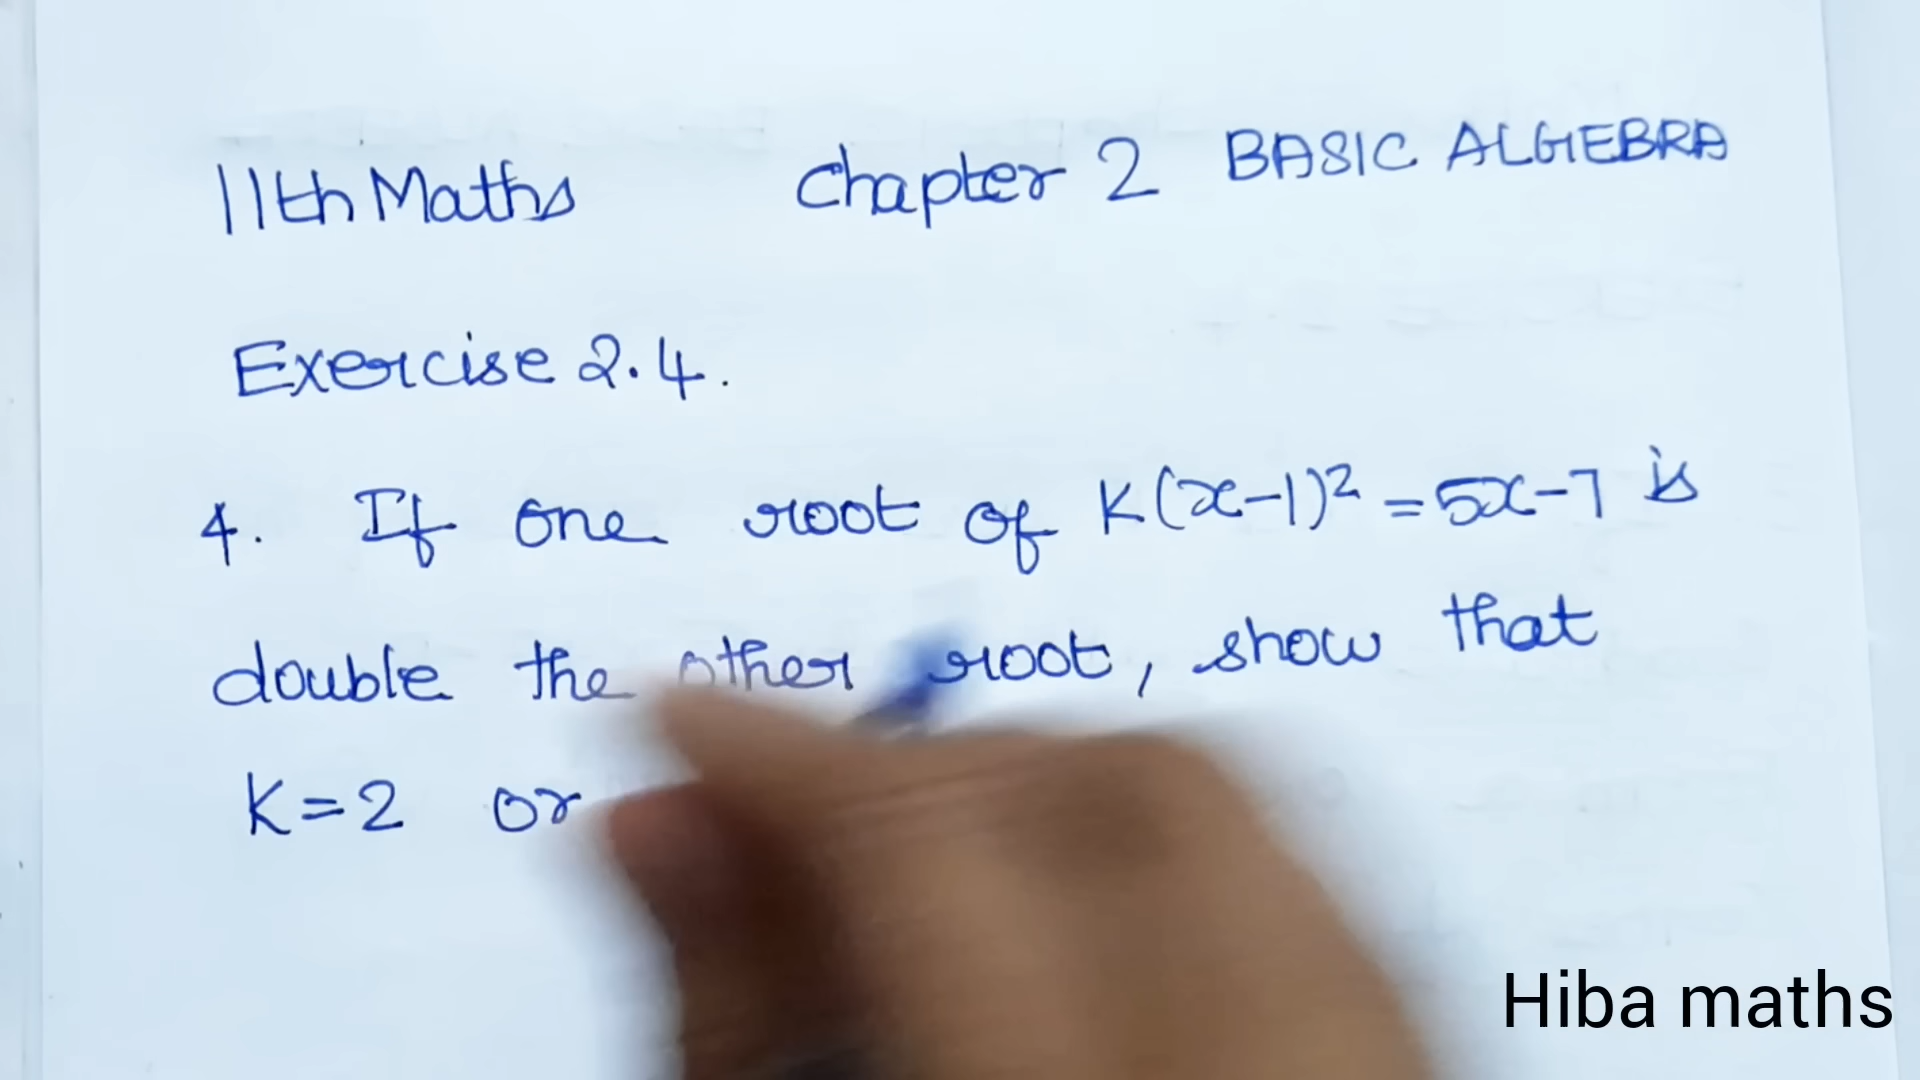 11th Maths Chapter 2 BASIC ALGEBRA
Exercise 2.4.
4. If one root of K(x-1)² = 5x-7 is
double the other root, show that
K=2 or
Hiba maths